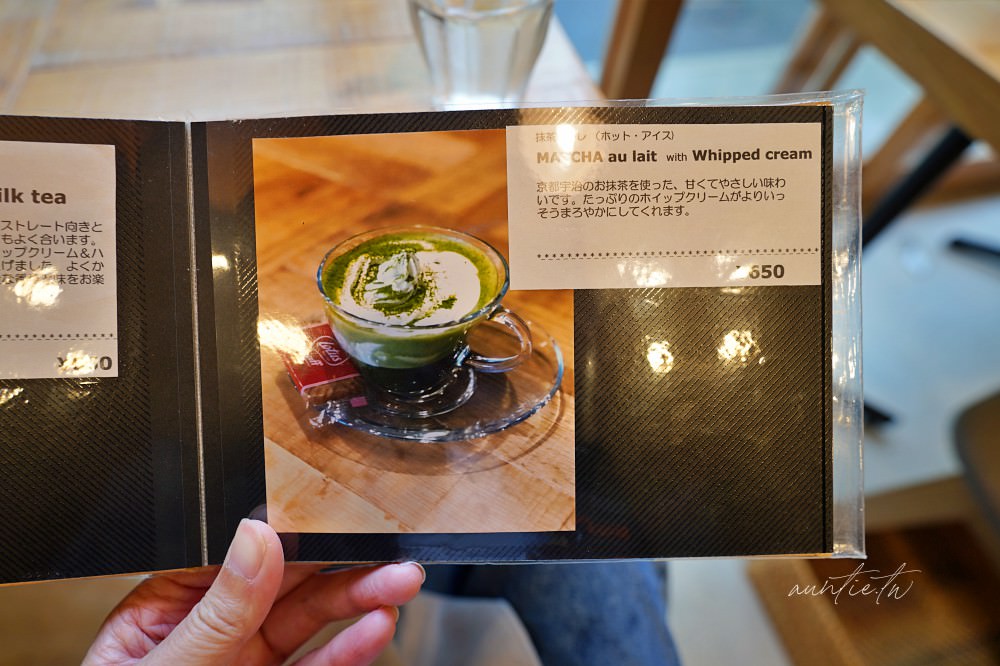 ilk tea
ストレート向きと
もよく合います。
ップクリーム＆ハ
げました よくか
味をお楽
抹茶 レ （ホット・アイス）
MATCHA au lait with Whipped cream
京都宇治のお抹茶を使った、甘くてやさしい味わ
いです。たっぷりのホイップクリームがよりいっ
そうまろやかにしてくれます。
¥650
Lotus
auntie.tw